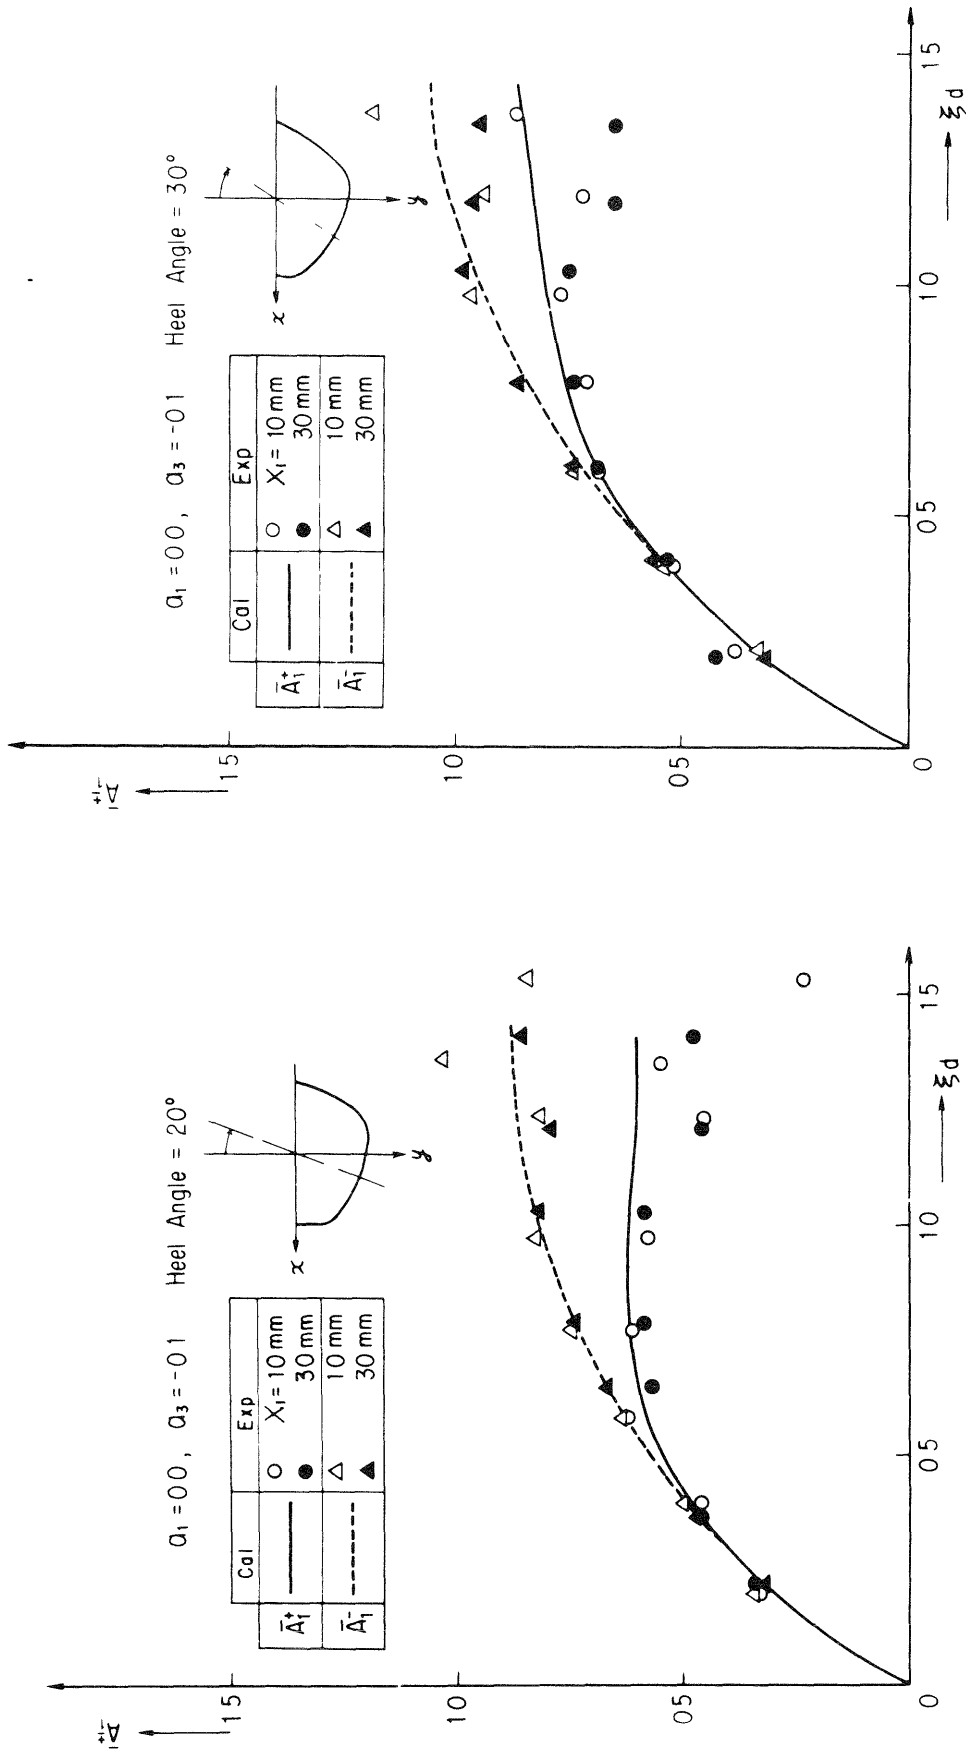 a₁ = 0 0 , a₃ = -0 1 Heel Angle = 20°
Cal Exp
Ā₁⁺ X₁ = 10 mm
30 mm
Ā₁⁻ 10 mm
30 mm
x
y
Ā₁±
1 5
1 0
0 5
0
0 5
1 0
1 5
ξd
a₁ = 0 0 , a₃ = -0 1 Heel Angle = 30°
Cal Exp
Ā₁⁺ X₁ = 10 mm
30 mm
Ā₁⁻ 10 mm
30 mm
x
y
Ā₁±
1 5
1 0
0 5
0
0 5
1 0
1 5
ξd